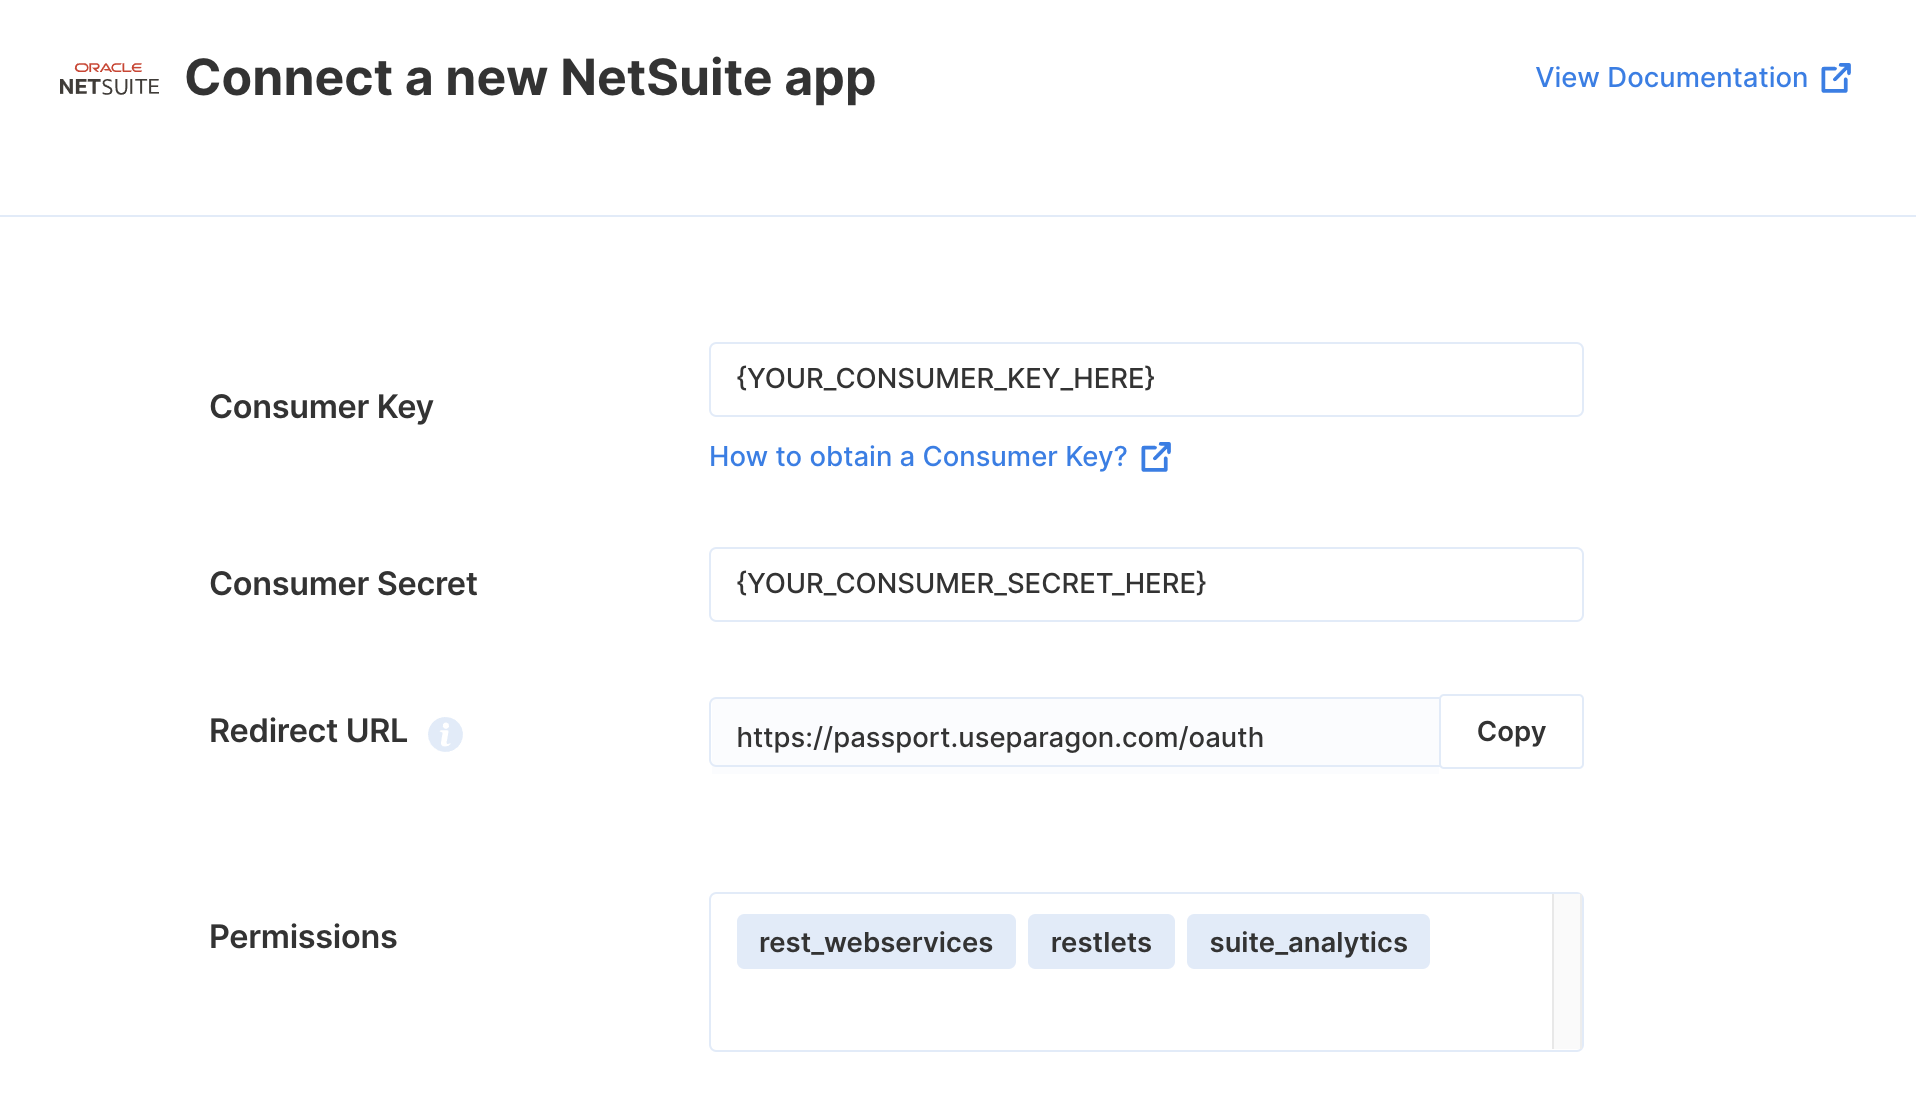 ORACLE
NETSUITE
Connect a new NetSuite app
View Documentation
Consumer Key
{YOUR_CONSUMER_KEY_HERE}
How to obtain a Consumer Key?
Consumer Secret
{YOUR_CONSUMER_SECRET_HERE}
Redirect URL i
https://passport.useparagon.com/oauth
Copy
Permissions
rest_webservices restlets suite_analytics